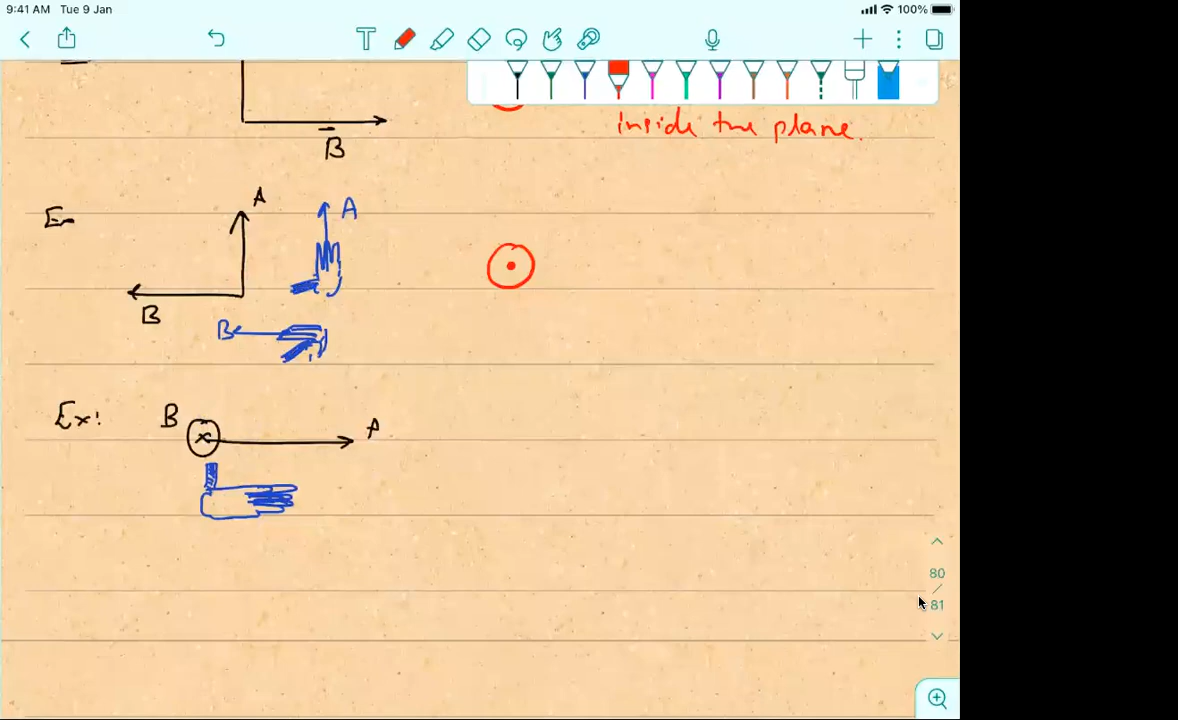 9:41 AM Tue 9 Jan
100%
B
inside the plane.
Ex
A
A
B
B
Ex:
B
x
A
80
/
81